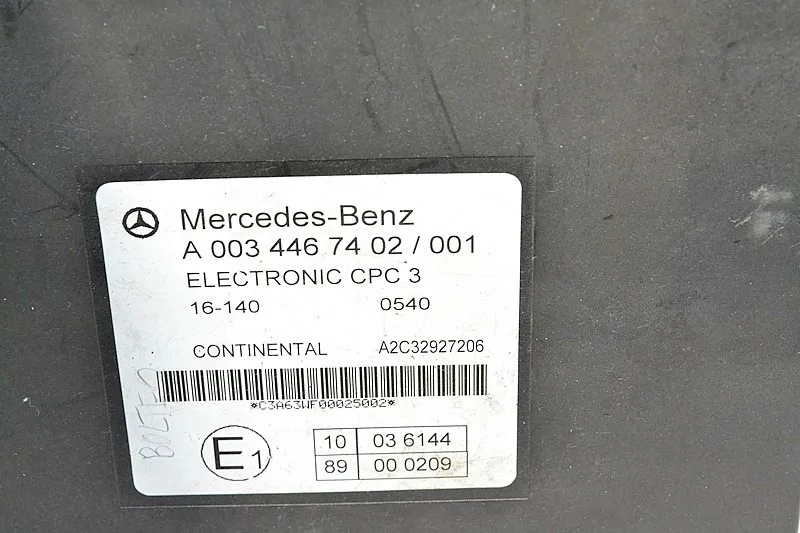 Mercedes-Benz
A 003 446 74 02 / 001
ELECTRONIC CPC 3
16-140 0540
CONTINENTAL A2C32927206
*C3A63WF00025002*
E1
10 03 6144
89 00 0209